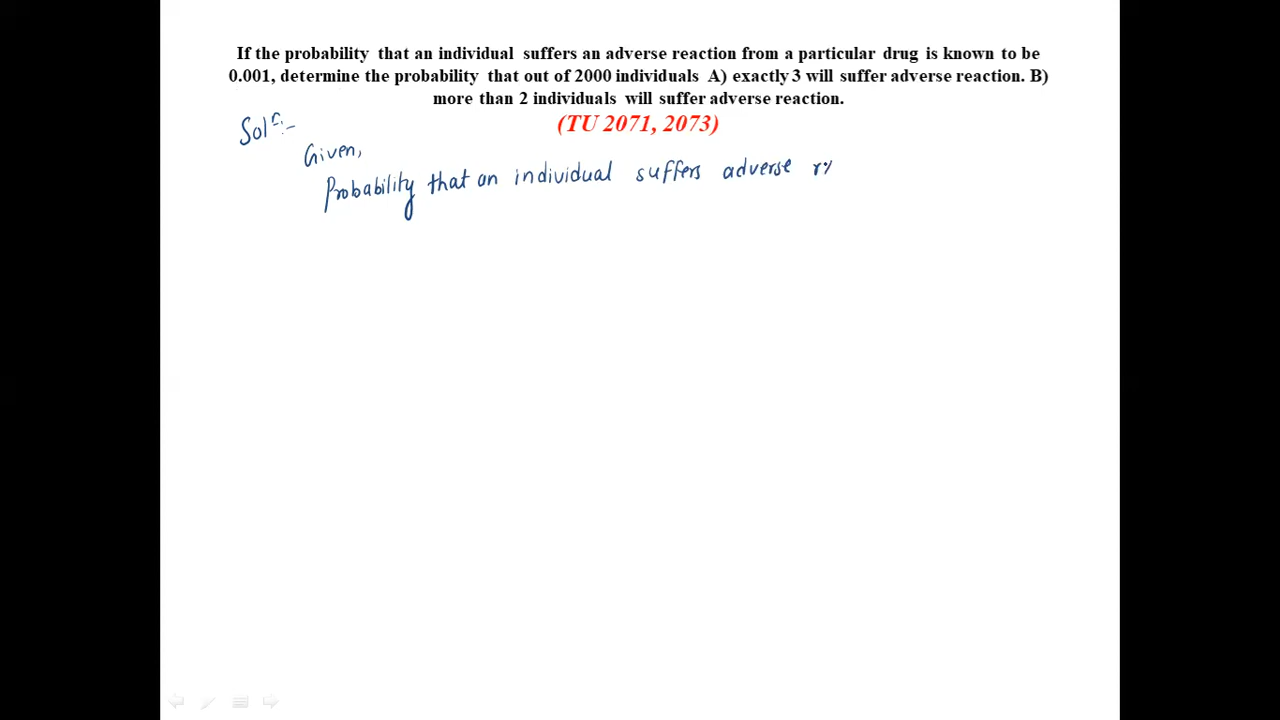 If the probability that an individual suffers an adverse reaction from a particular drug is known to be
0.001, determine the probability that out of 2000 individuals A) exactly 3 will suffer adverse reaction. B)
more than 2 individuals will suffer adverse reaction.
(TU 2071, 2073)
Solⁿ:-
Given,
Probability that an individual suffers adverse